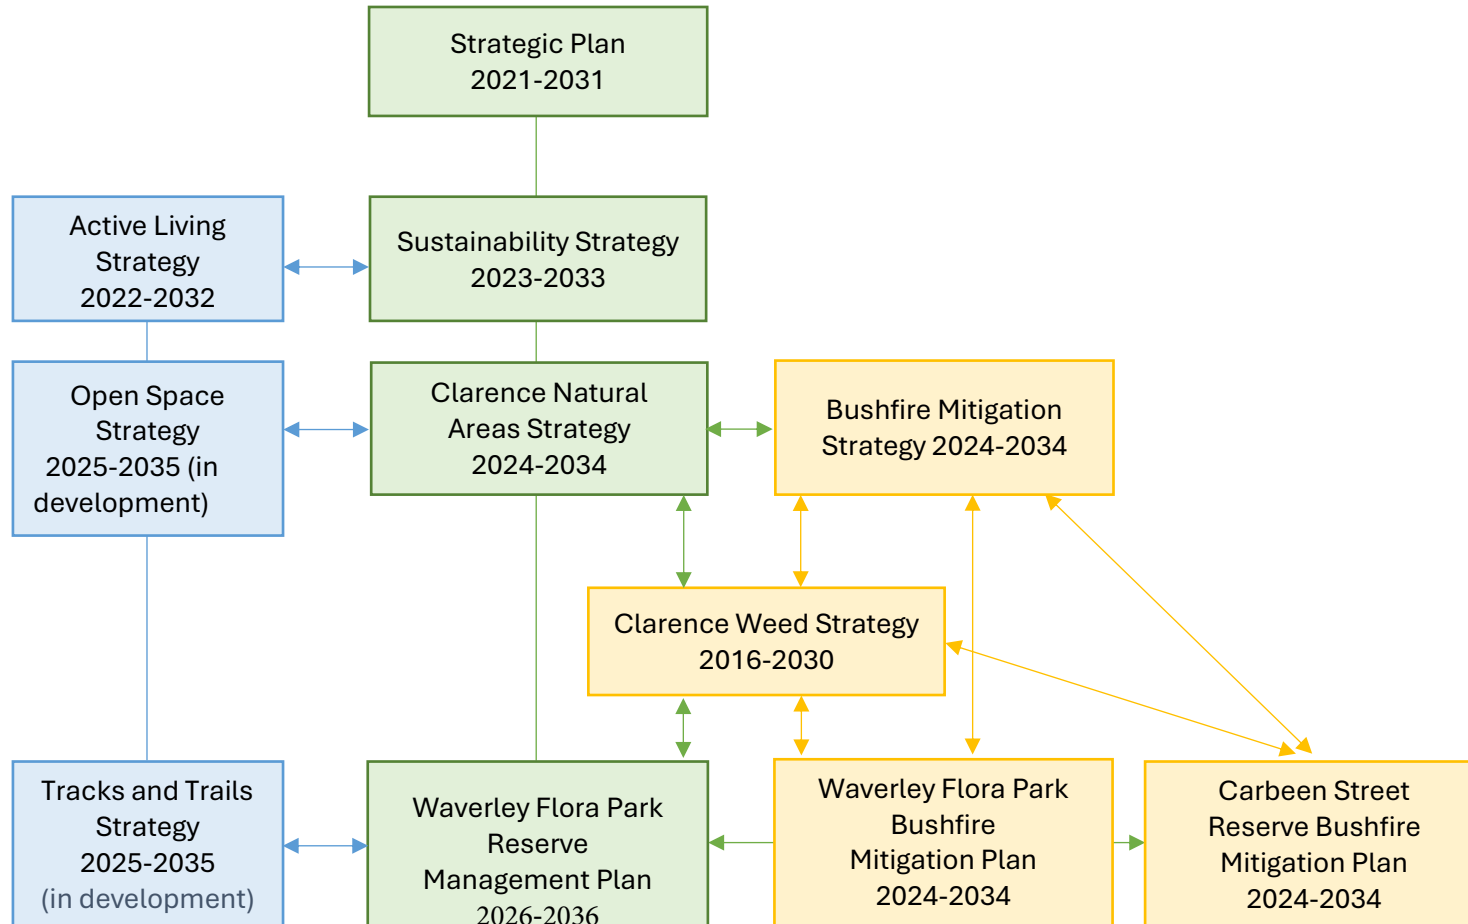 Strategic Plan
2021-2031
Active Living
Strategy
2022-2032
Sustainability Strategy
2023-2033
Open Space
Strategy
2025-2035 (in
development)
Clarence Natural
Areas Strategy
2024-2034
Bushfire Mitigation
Strategy 2024-2034
Clarence Weed Strategy
2016-2030
Tracks and Trails
Strategy
2025-2035
(in development)
Waverley Flora Park
Reserve
Management Plan
2026-2036
Waverley Flora Park
Bushfire
Mitigation Plan
2024-2034
Carbeen Street
Reserve Bushfire
Mitigation Plan
2024-2034